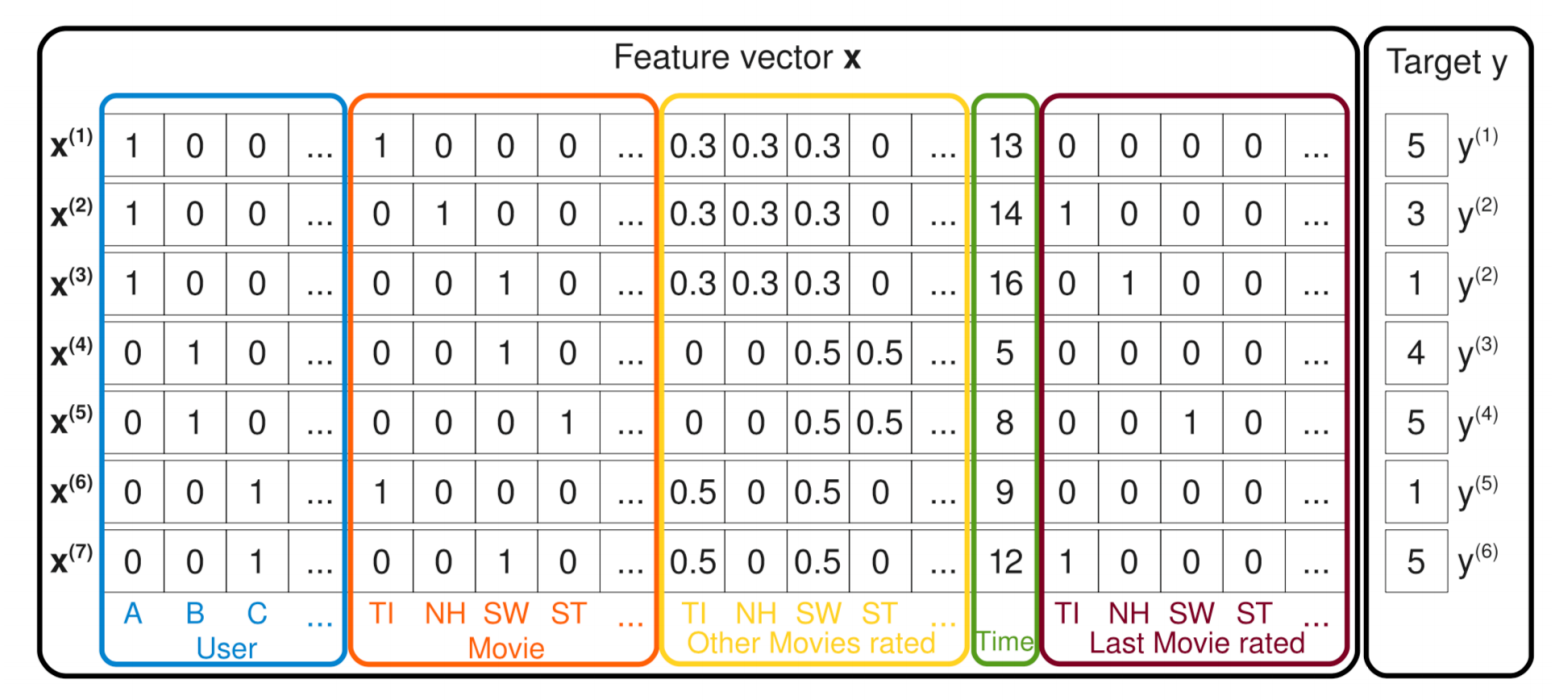 Feature vector x Target y
x(1) 1 0 0 ... 1 0 0 0 ... 0.3 0.3 0.3 0 ... 13 0 0 0 0 ... 5 y(1)
x(2) 1 0 0 ... 0 1 0 0 ... 0.3 0.3 0.3 0 ... 14 1 0 0 0 ... 3 y(2)
x(3) 1 0 0 ... 0 0 1 0 ... 0.3 0.3 0.3 0 ... 16 0 1 0 0 ... 1 y(2)
x(4) 0 1 0 ... 0 0 1 0 ... 0 0 0.5 0.5 ... 5 0 0 0 0 ... 4 y(3)
x(5) 0 1 0 ... 0 0 0 1 ... 0 0 0.5 0.5 ... 8 0 0 1 0 ... 5 y(4)
x(6) 0 0 1 ... 1 0 0 0 ... 0.5 0 0.5 0 ... 9 0 0 0 0 ... 1 y(5)
x(7) 0 0 1 ... 0 0 1 0 ... 0.5 0 0.5 0 ... 12 1 0 0 0 ... 5 y(6)
A B C ... TI NH SW ST ... TI NH SW ST ... TI NH SW ST ...
User Movie Other Movies rated Time Last Movie rated